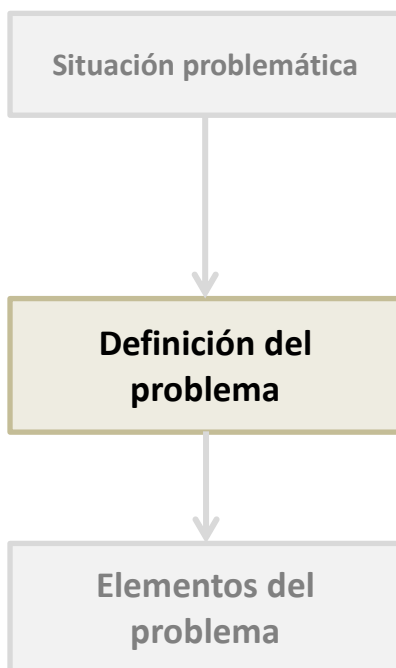 Situación problemática
Definición del
problema
Elementos del
problema